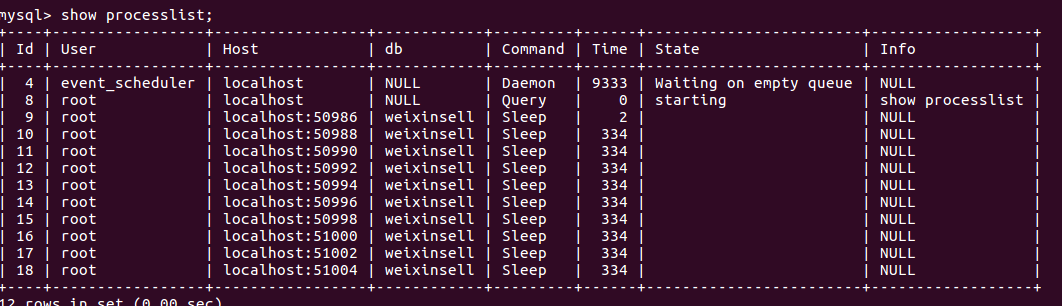 mysql> show processlist;
+----+-----------------+-----------------+------------+---------+------+------------------------+------------------+
| Id | User            | Host            | db         | Command | Time | State                  | Info             |
+----+-----------------+-----------------+------------+---------+------+------------------------+------------------+
|  4 | event_scheduler | localhost       | NULL       | Daemon  | 9333 | Waiting on empty queue | NULL             |
|  8 | root            | localhost       | NULL       | Query   |    0 | starting               | show processlist |
|  9 | root            | localhost:50986 | weixinsell | Sleep   |    2 |                        | NULL             |
| 10 | root            | localhost:50988 | weixinsell | Sleep   |  334 |                        | NULL             |
| 11 | root            | localhost:50990 | weixinsell | Sleep   |  334 |                        | NULL             |
| 12 | root            | localhost:50992 | weixinsell | Sleep   |  334 |                        | NULL             |
| 13 | root            | localhost:50994 | weixinsell | Sleep   |  334 |                        | NULL             |
| 14 | root            | localhost:50996 | weixinsell | Sleep   |  334 |                        | NULL             |
| 15 | root            | localhost:50998 | weixinsell | Sleep   |  334 |                        | NULL             |
| 16 | root            | localhost:51000 | weixinsell | Sleep   |  334 |                        | NULL             |
| 17 | root            | localhost:51002 | weixinsell | Sleep   |  334 |                        | NULL             |
| 18 | root            | localhost:51004 | weixinsell | Sleep   |  334 |                        | NULL             |
+----+-----------------+-----------------+------------+---------+------+------------------------+------------------+
12 rows in set (0.00 sec)